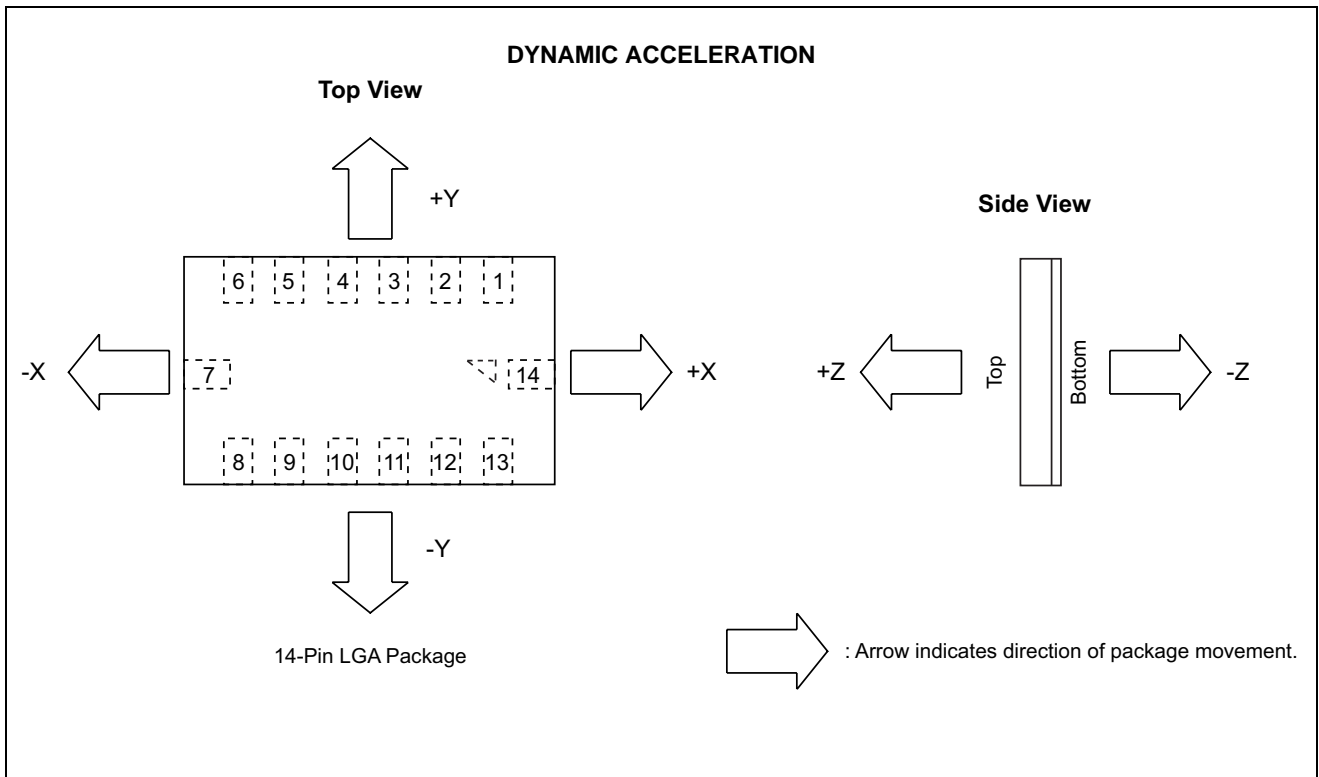 DYNAMIC ACCELERATION
Top View
+Y
6 5 4 3 2 1
-X
7
14
+X
8 9 10 11 12 13
-Y
14-Pin LGA Package
Side View
+Z
Top
Bottom
-Z
: Arrow indicates direction of package movement.